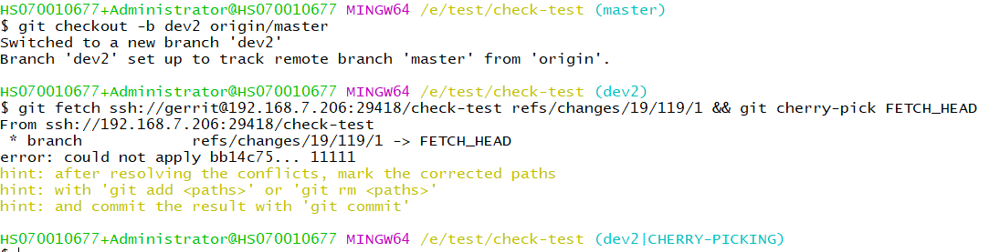 HS070010677+Administrator@HS070010677 MINGW64 /e/test/check-test (master)
$ git checkout -b dev2 origin/master
Switched to a new branch 'dev2'
Branch 'dev2' set up to track remote branch 'master' from 'origin'.
HS070010677+Administrator@HS070010677 MINGW64 /e/test/check-test (dev2)
$ git fetch ssh://gerrit@192.168.7.206:29418/check-test refs/changes/19/119/1 && git cherry-pick FETCH_HEAD
From ssh://192.168.7.206:29418/check-test
 * branch            refs/changes/19/119/1 -> FETCH_HEAD
error: could not apply bb14c75... 11111
hint: after resolving the conflicts, mark the corrected paths
hint: with 'git add <paths>' or 'git rm <paths>'
hint: and commit the result with 'git commit'
HS070010677+Administrator@HS070010677 MINGW64 /e/test/check-test (dev2|CHERRY-PICKING)
$